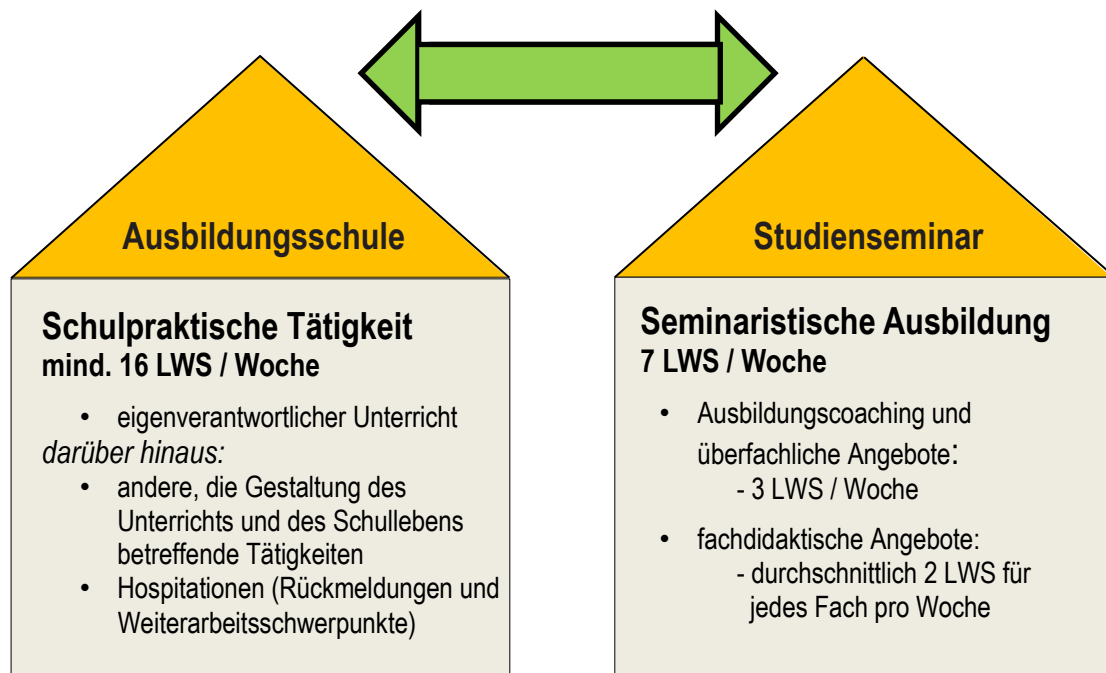 Ausbildungsschule
Schulpraktische Tätigkeit
mind. 16 LWS / Woche
• eigenverantwortlicher Unterricht
darüber hinaus:
• andere, die Gestaltung des
Unterrichts und des Schullebens
betreffende Tätigkeiten
• Hospitationen (Rückmeldungen und
Weiterarbeitsschwerpunkte)
Studienseminar
Seminaristische Ausbildung
7 LWS / Woche
• Ausbildungscoaching und
überfachliche Angebote:
- 3 LWS / Woche
• fachdidaktische Angebote:
- durchschnittlich 2 LWS für
jedes Fach pro Woche